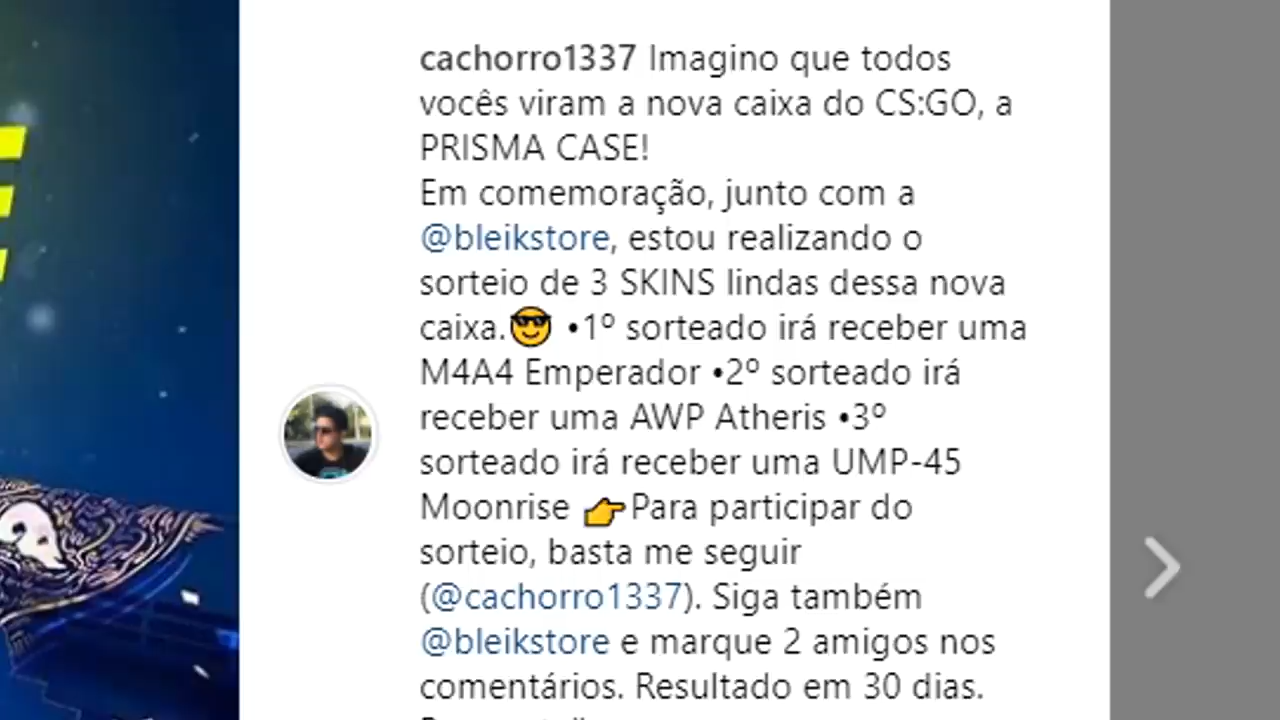 cachorro1337 Imagino que todos
vocês viram a nova caixa do CS:GO, a
PRISMA CASE!
Em comemoração, junto com a
@bleikstore, estou realizando o
sorteio de 3 SKINS lindas dessa nova
caixa.😎 •1º sorteado irá receber uma
M4A4 Emperador •2º sorteado irá
receber uma AWP Atheris •3º
sorteado irá receber uma UMP-45
Moonrise 👉Para participar do
sorteio, basta me seguir
(@cachorro1337). Siga também
@bleikstore e marque 2 amigos nos
comentários. Resultado em 30 dias.